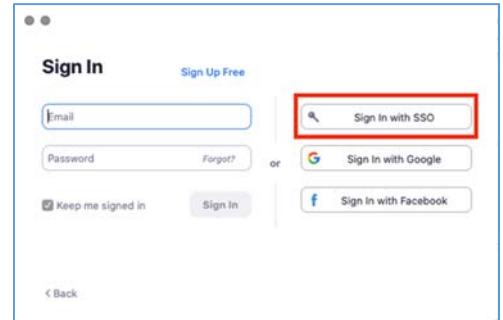 Sign In
Sign Up Free
Email
Password
Forgot?
Keep me signed in
Sign In
or
Sign In with SSO
Sign In with Google
Sign In with Facebook
< Back